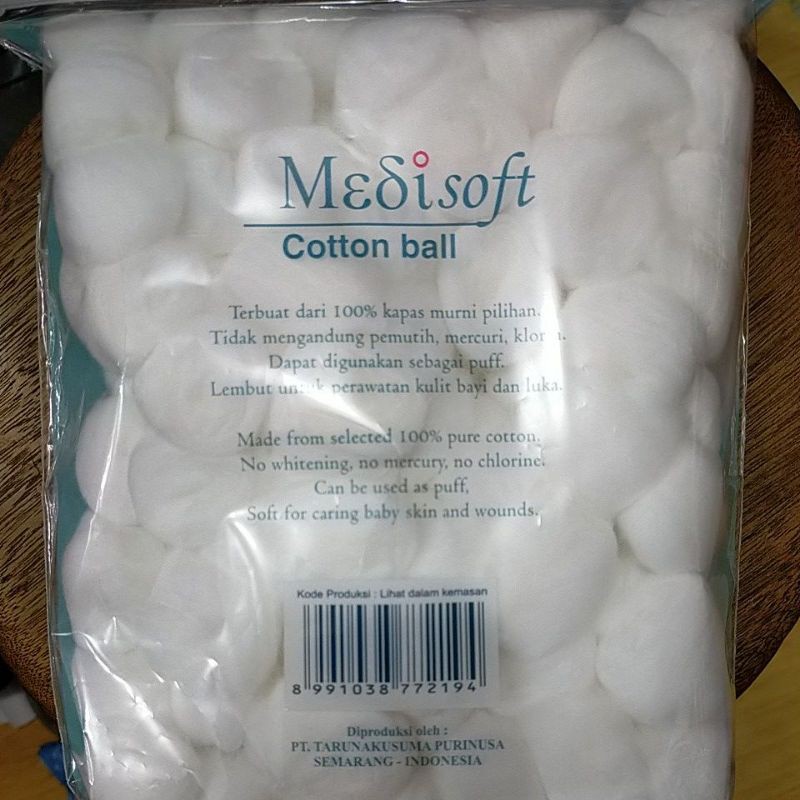 Medisoft
Cotton ball
Terbuat dari 100% kapas murni pilihan.
Tidak mengandung pemutih, mercuri, klorin.
Dapat digunakan sebagai puff.
Lembut untuk perawatan kulit bayi dan luka.
Made from selected 100% pure cotton.
No whitening, no mercury, no chlorine.
Can be used as puff,
Soft for caring baby skin and wounds.
Kode Produksi : Lihat dalam kemasan
8 991038 772194
Diproduksi oleh :
PT. TARUNAKUSUMA PURINUSA
SEMARANG - INDONESIA